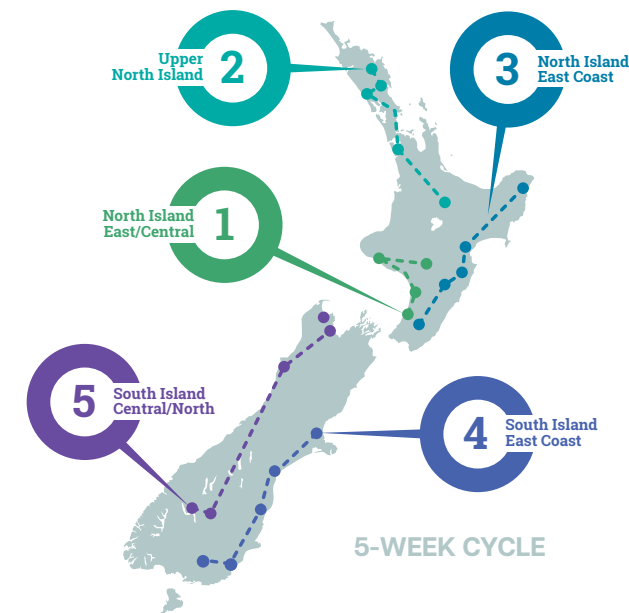 Upper
North Island
2
3
North Island
East Coast
North Island
East/Central
1
5
South Island
Central/North
4
South Island
East Coast
5-WEEK CYCLE